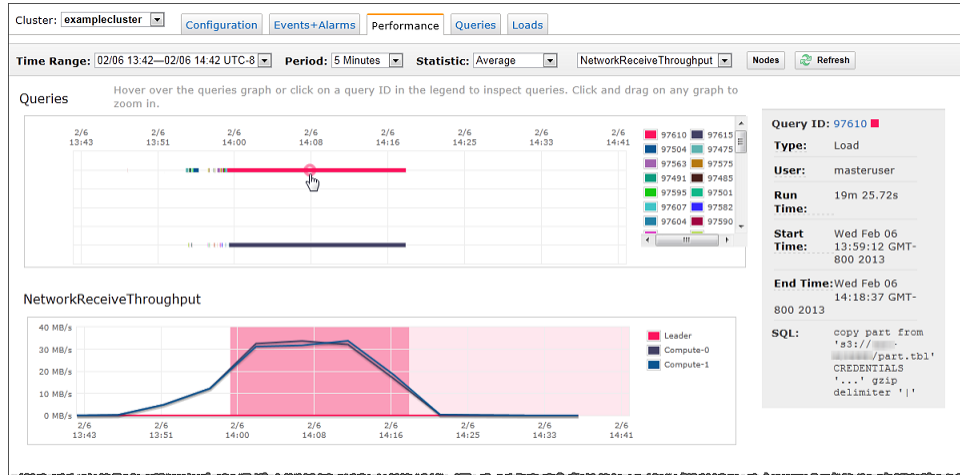 Cluster: examplecluster Configuration Events+Alarms Performance Queries Loads
Time Range: 02/06 13:42—02/06 14:42 UTC-8 Period: 5 Minutes Statistic: Average NetworkReceiveThroughput Nodes Refresh
Queries
Hover over the queries graph or click on a query ID in the legend to inspect queries. Click and drag on any graph to
zoom in.
2/6 2/6 2/6 2/6 2/6 2/6 2/6 2/6
13:43 13:51 14:00 14:08 14:16 14:25 14:33 14:41
97610 97615
97504 97475
97563 97575
97491 97485
97595 97501
97607 97582
97604 97590
Query ID: 97610
Type: Load
User: masteruser
Run 19m 25.72s
Time:
Start Wed Feb 06
Time: 13:59:12 GMT-
800 2013
End Time: Wed Feb 06
14:18:37 GMT-
800 2013
SQL: copy part from
's3://
-
/part.tbl'
CREDENTIALS
'...' gzip
delimiter '|'
NetworkReceiveThroughput
40 MB/s
30 MB/s
20 MB/s
10 MB/s
0 MB/s
2/6 2/6 2/6 2/6 2/6 2/6 2/6 2/6
13:43 13:51 14:00 14:08 14:16 14:25 14:33 14:41
Leader
Compute-0
Compute-1